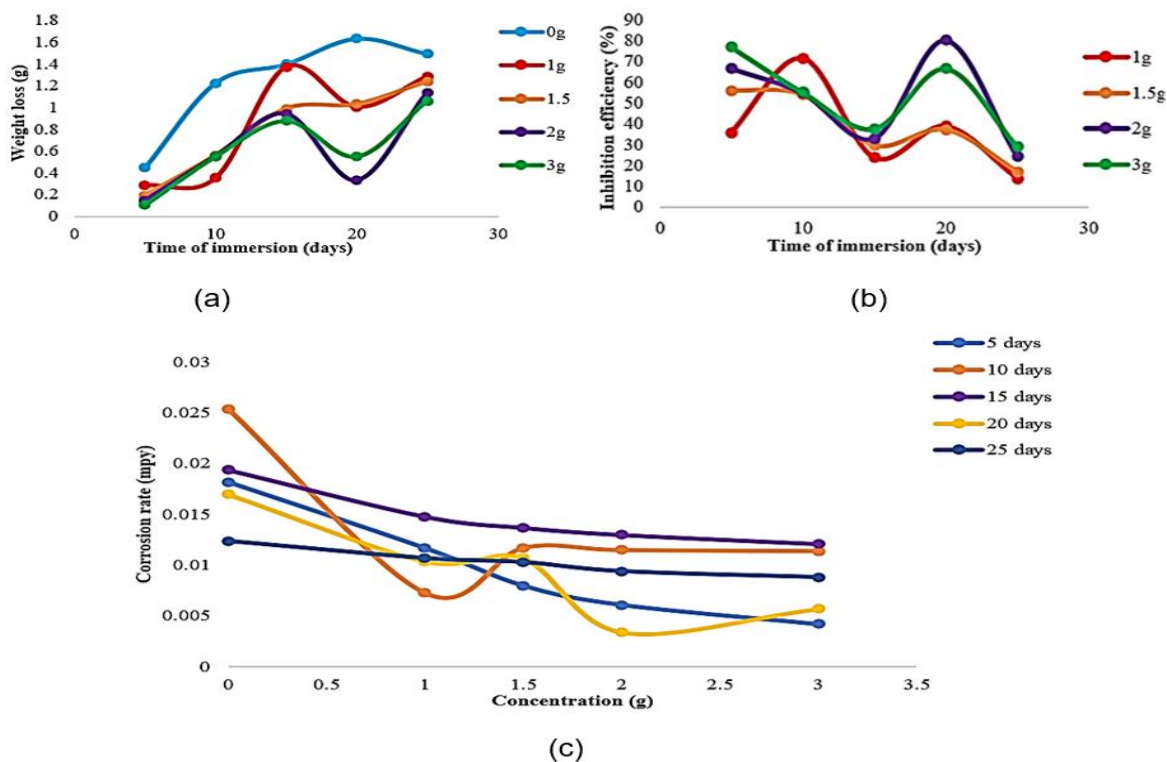 1.8
1.6
1.4
1.2
1
0.8
0.6
0.4
0.2
0
Weight loss (g)
0 10 20 30
Time of immersion (days)
0g
1g
1.5
2g
3g
(a)
90
80
70
60
50
40
30
20
10
0
Inhibition efficiency (%)
0 10 20 30
Time of immersion (days)
1g
1.5g
2g
3g
(b)
0.03
0.025
0.02
0.015
0.01
0.005
0
Corrosion rate (mpy)
0 0.5 1 1.5 2 2.5 3 3.5
Concentration (g)
5 days
10 days
15 days
20 days
25 days
(c)